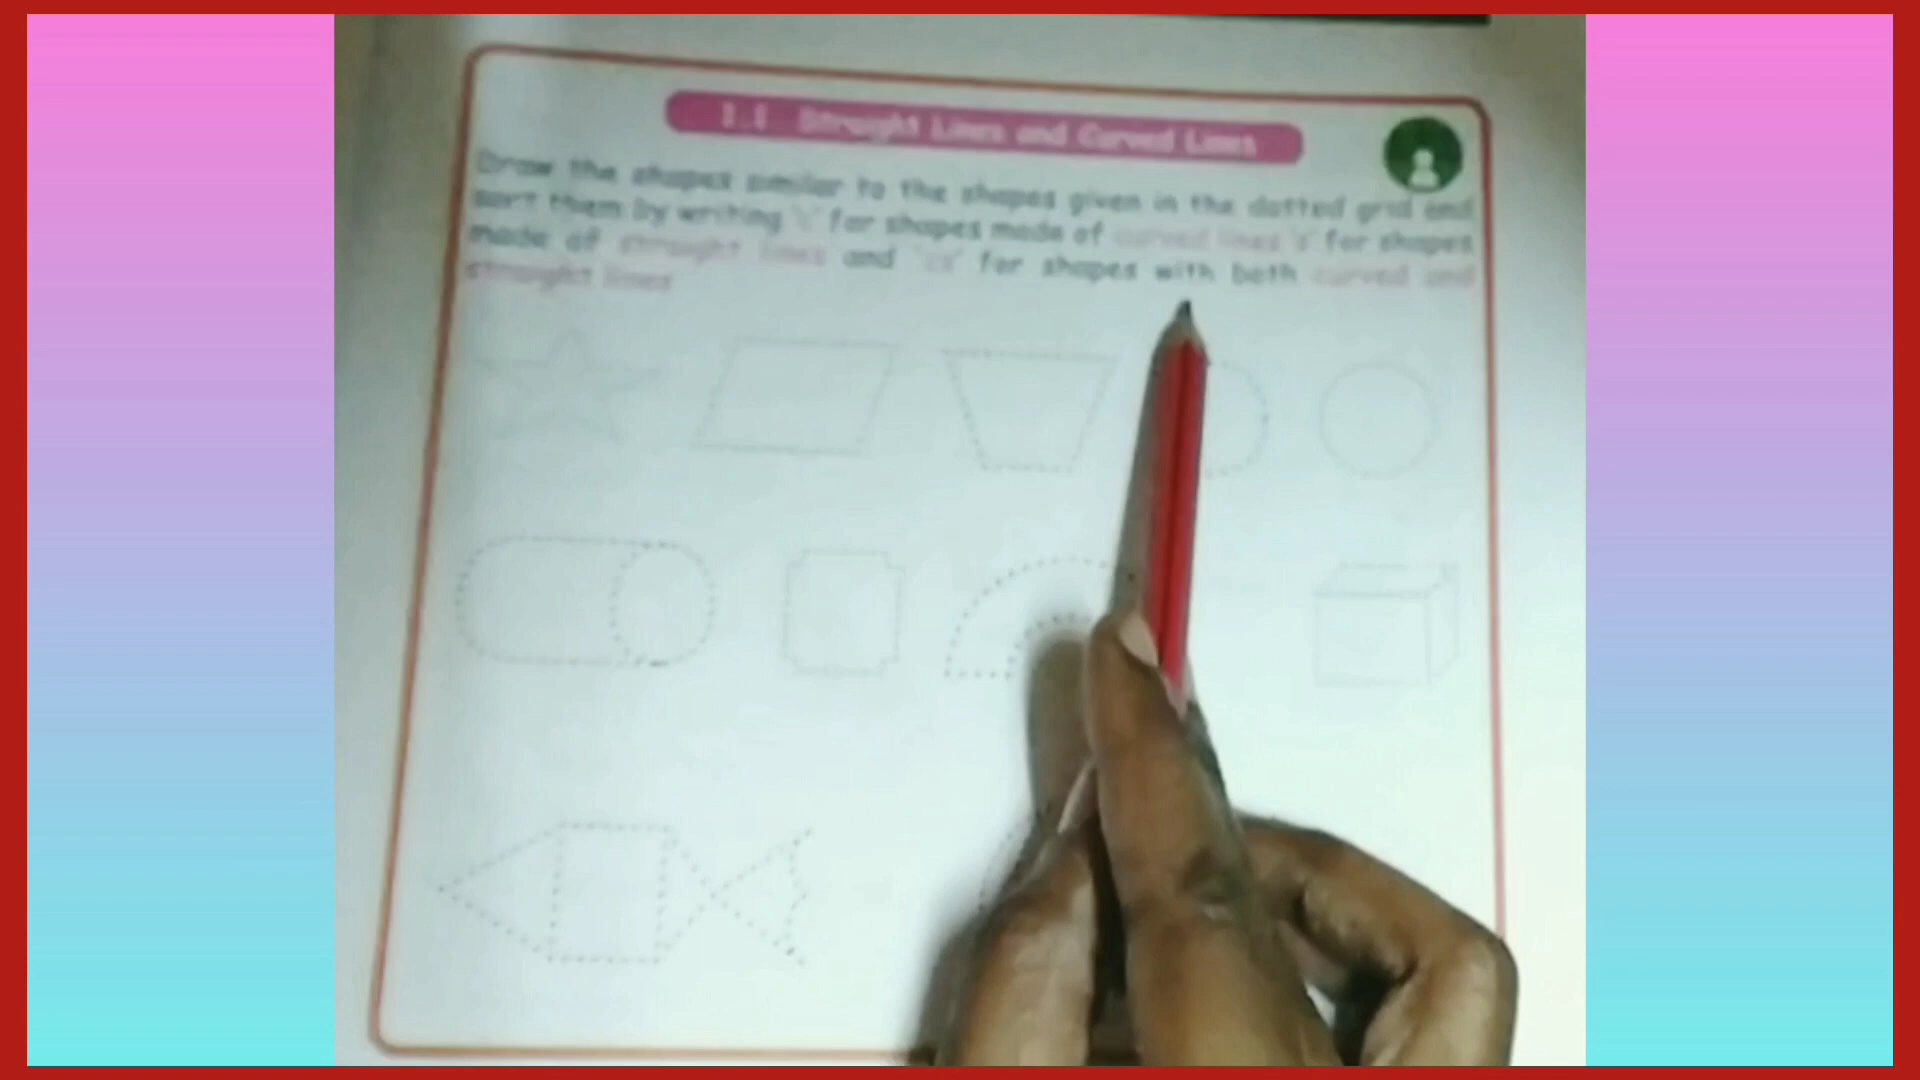 1.1 Straight Lines and Curved Lines
Draw the shapes similar to the shapes given in the dotted grid and
sort them by writing 'c' for shapes made of curved lines 's' for shapes
made of straight lines and 'cs' for shapes with both curved and
straight lines